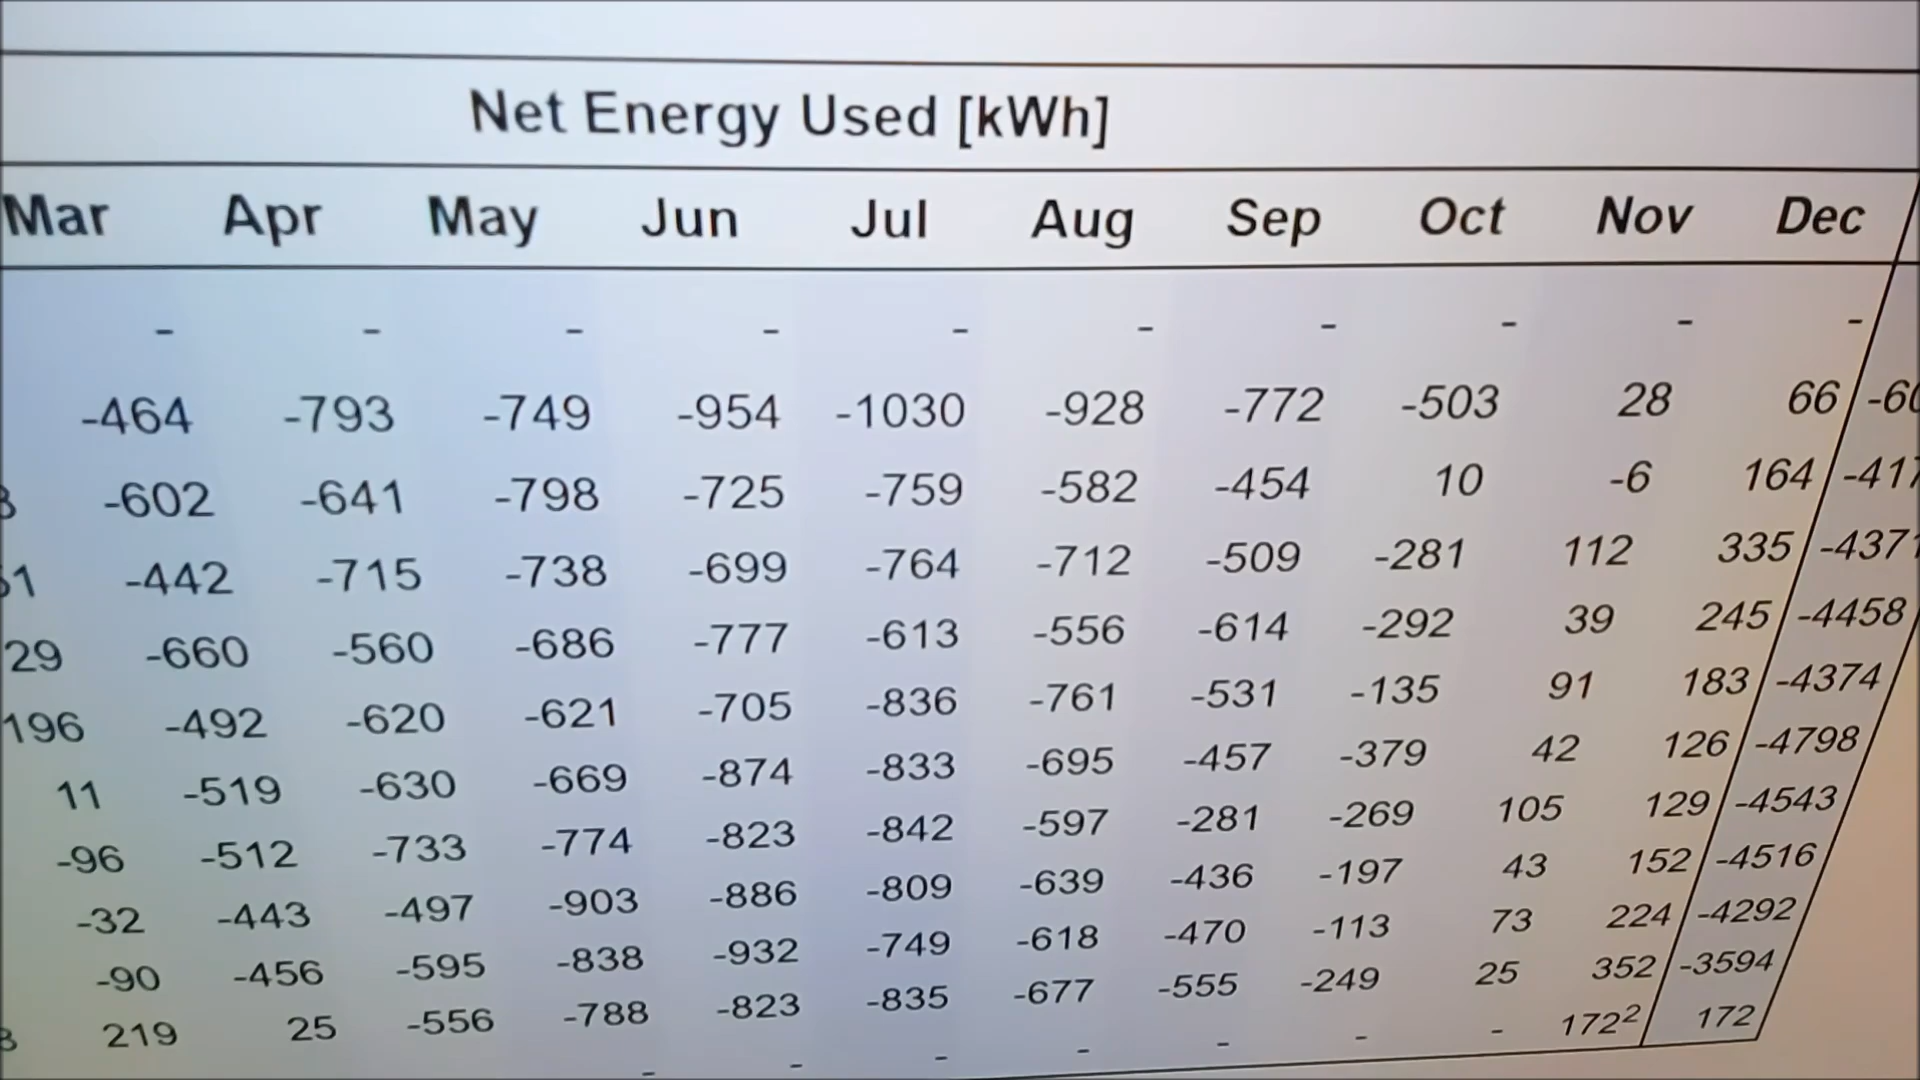 Net Energy Used [kWh]
Mar Apr May Jun Jul Aug Sep Oct Nov Dec
- - - - - - - - - -
-464 -793 -749 -954 -1030 -928 -772 -503 28 66
-602 -641 -798 -725 -759 -582 -454 10 -6 164 -417
-442 -715 -738 -699 -764 -712 -509 -281 112 335 -4371
29 -660 -560 -686 -777 -613 -556 -614 -292 39 245 -4458
196 -492 -620 -621 -705 -836 -761 -531 -135 91 183 -4374
11 -519 -630 -669 -874 -833 -695 -457 -379 42 126 -4798
-96 -512 -733 -774 -823 -842 -597 -281 -269 105 129 -4543
-32 -443 -497 -903 -886 -809 -639 -436 -197 43 152 -4516
-90 -456 -595 -838 -932 -749 -618 -470 -113 73 224 -4292
219 25 -556 -788 -823 -835 -677 -555 -249 25 352 -3594
- - - - - - - 172² 172